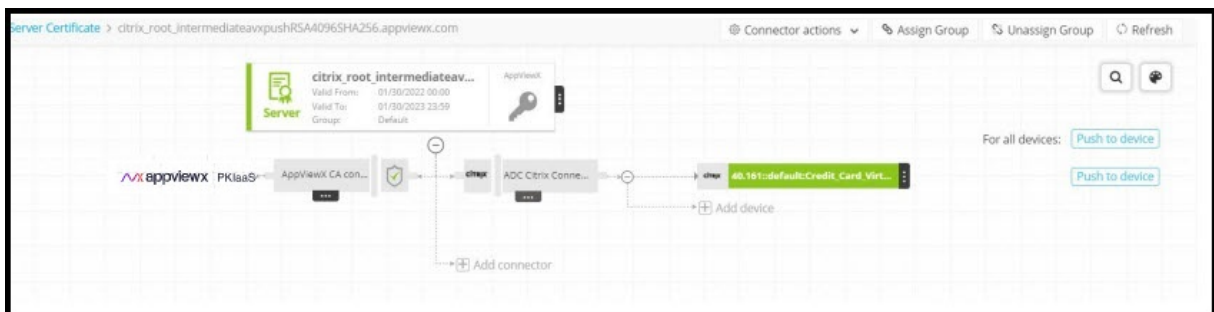 Server Certificate > citrix_root_intermediateavxpushRSA4096SHA256.appviewx.com
Connector actions Assign Group Unassign Group Refresh
citrix_root_intermediateav...
AppViewX
Valid From: 01/30/2022 00:00
Valid To: 01/30/2023 23:59
Group: Default
Server
For all devices: Push to device
appviewx PKIaaS
AppViewX CA con...
citrix
ADC Citrix Conne...
citrix
40.161::default:Credit_Card_Virt...
Push to device
Add device
Add connector